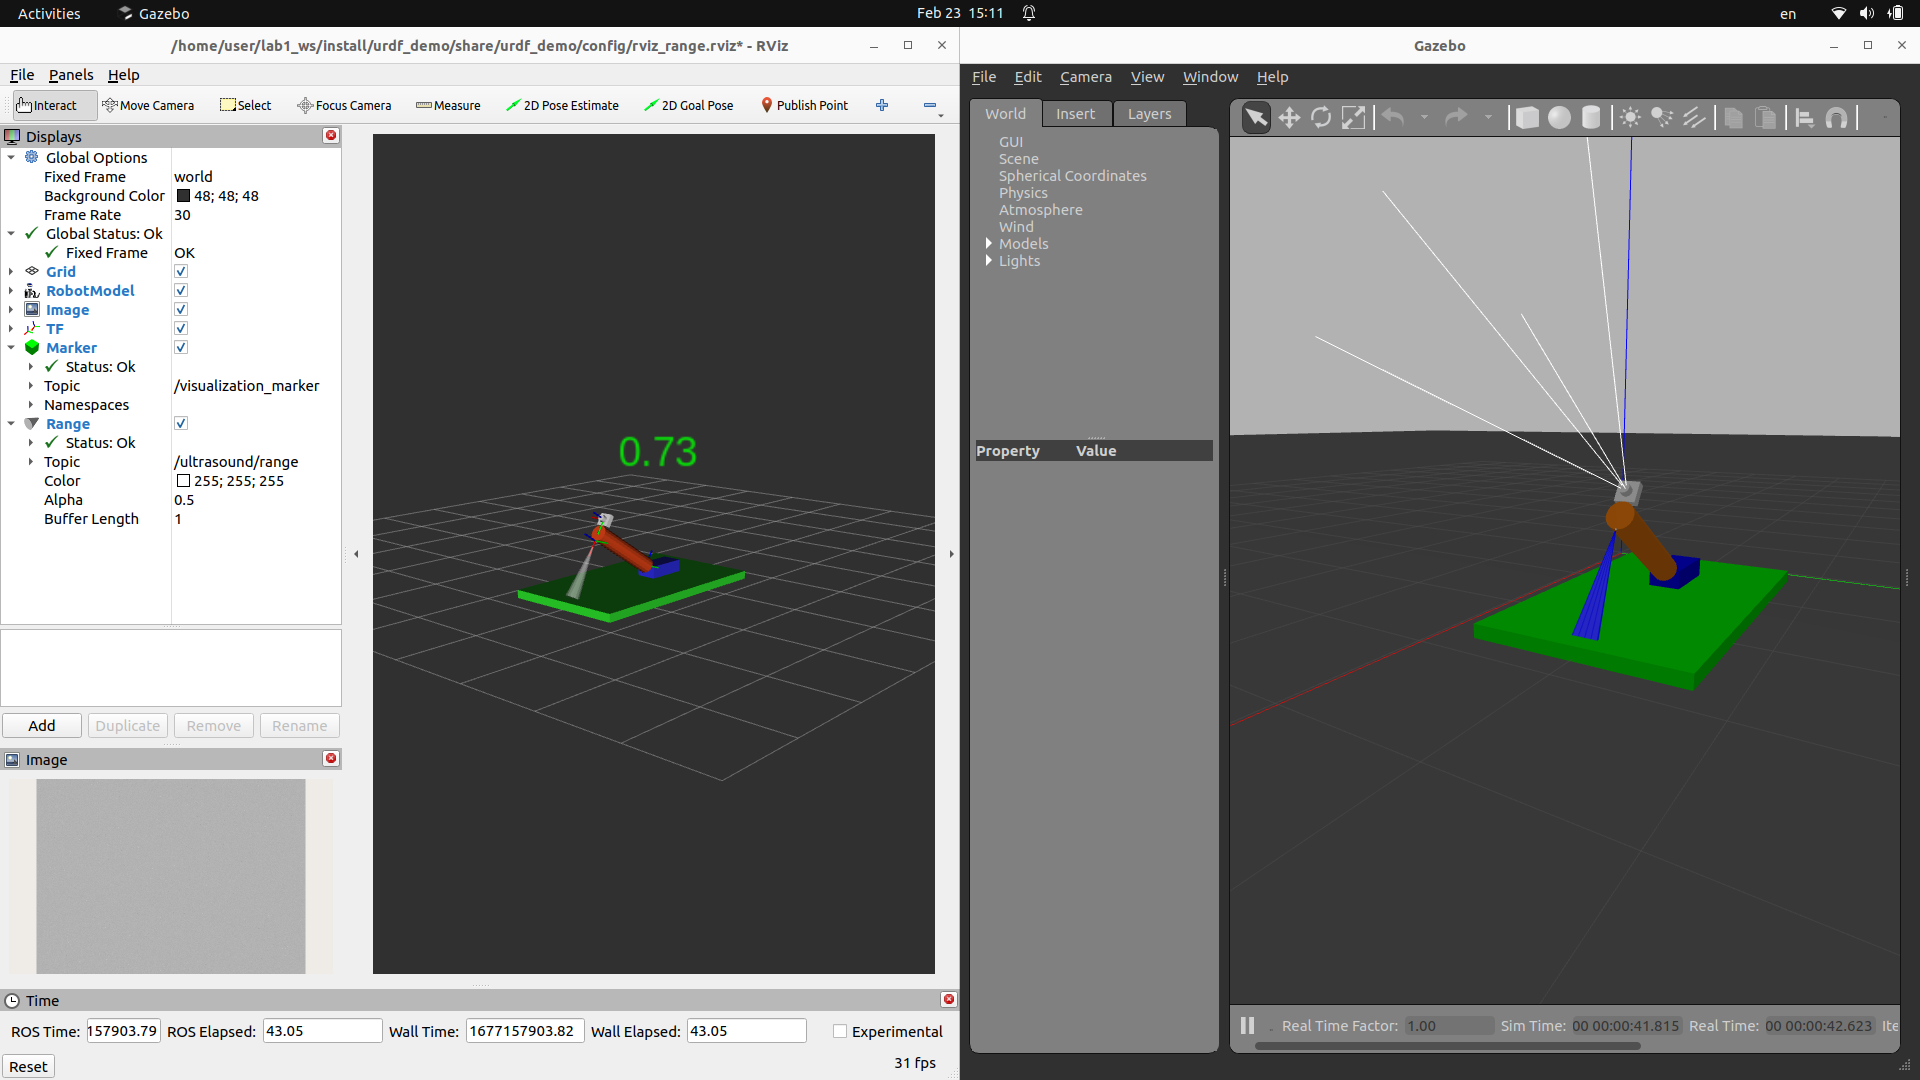 Activities Gazebo Feb 23 15:11 en
/home/user/lab1_ws/install/urdf_demo/share/urdf_demo/config/rviz_range.rviz* - RViz
File Panels Help
Interact Move Camera Select Focus Camera Measure 2D Pose Estimate 2D Goal Pose Publish Point
Displays
Global Options
Fixed Frame world
Background Color 48; 48; 48
Frame Rate 30
Global Status: Ok
Fixed Frame OK
Grid
RobotModel
Image
TF
Marker
Status: Ok
Topic /visualization_marker
Namespaces
Range
Status: Ok
Topic /ultrasound/range
Color 255; 255; 255
Alpha 0.5
Buffer Length 1
Add Duplicate Remove Rename
Image
0.73
Time
ROS Time: 157903.79 ROS Elapsed: 43.05 Wall Time: 1677157903.82 Wall Elapsed: 43.05 Experimental
Reset 31 fps
Gazebo
File Edit Camera View Window Help
World Insert Layers
GUI
Scene
Spherical Coordinates
Physics
Atmosphere
Wind
Models
Lights
Property Value
Real Time Factor: 1.00 Sim Time: 00 00:00:41.815 Real Time: 00 00:00:42.623 Ite